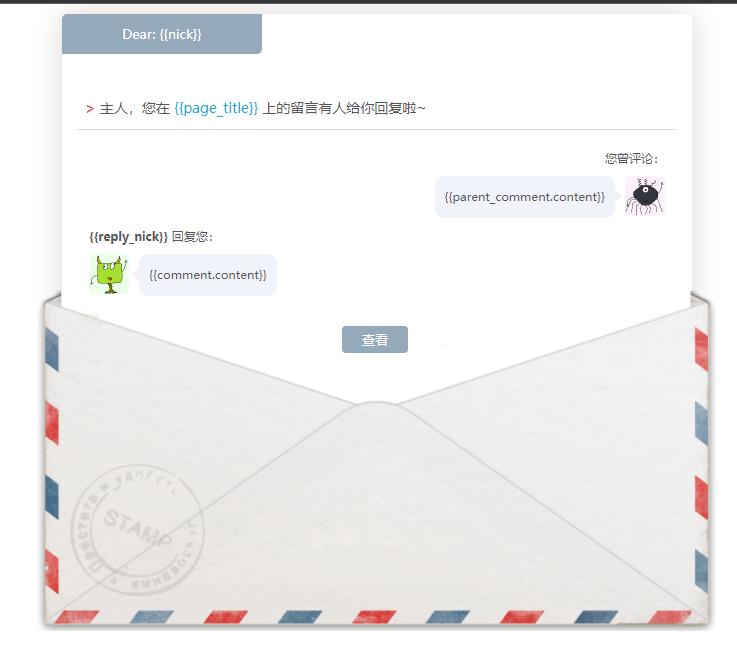 Dear: {{nick}}
> 主人，您在 {{page_title}} 上的留言有人给你回复啦~
您曾评论：
{{parent_comment.content}}
{{reply_nick}} 回复您：
{{comment.content}}
查看
STAMP